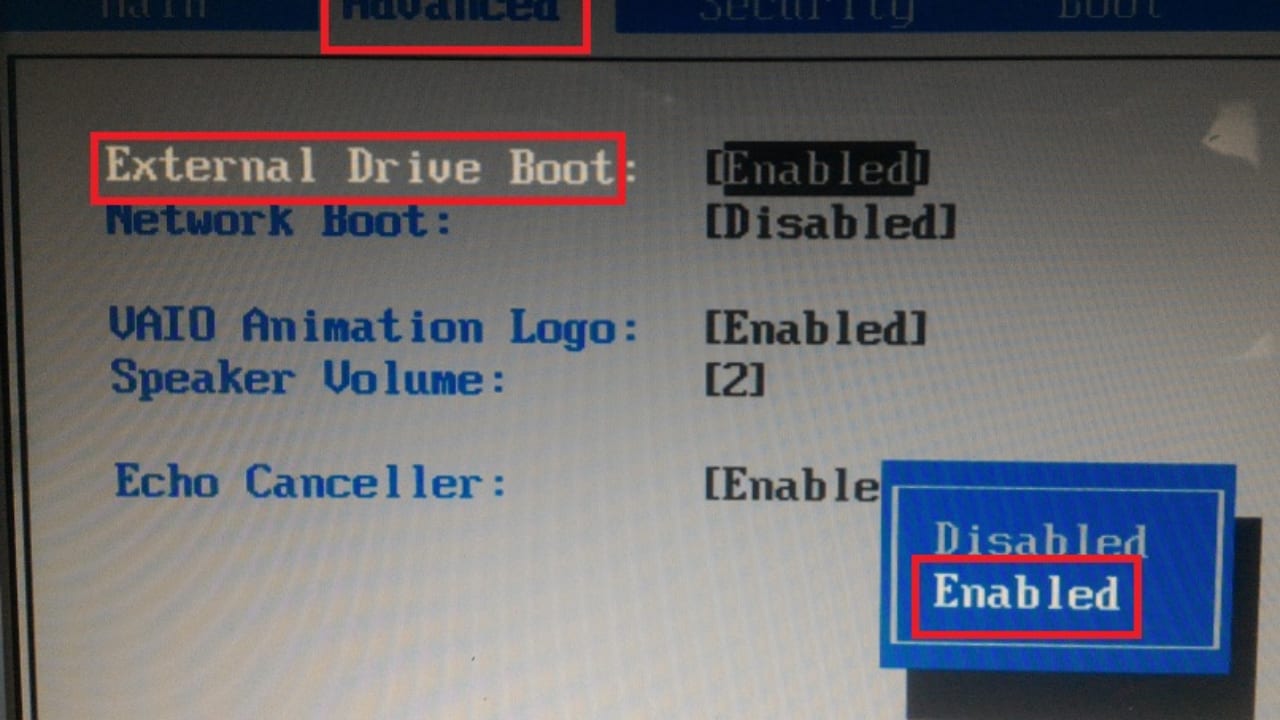 Main Advanced Security Boot
External Drive Boot: [Enabled]
Network Boot: [Disabled]
VAIO Animation Logo: [Enabled]
Speaker Volume: [2]
Echo Canceller: [Enable
Disabled
Enabled